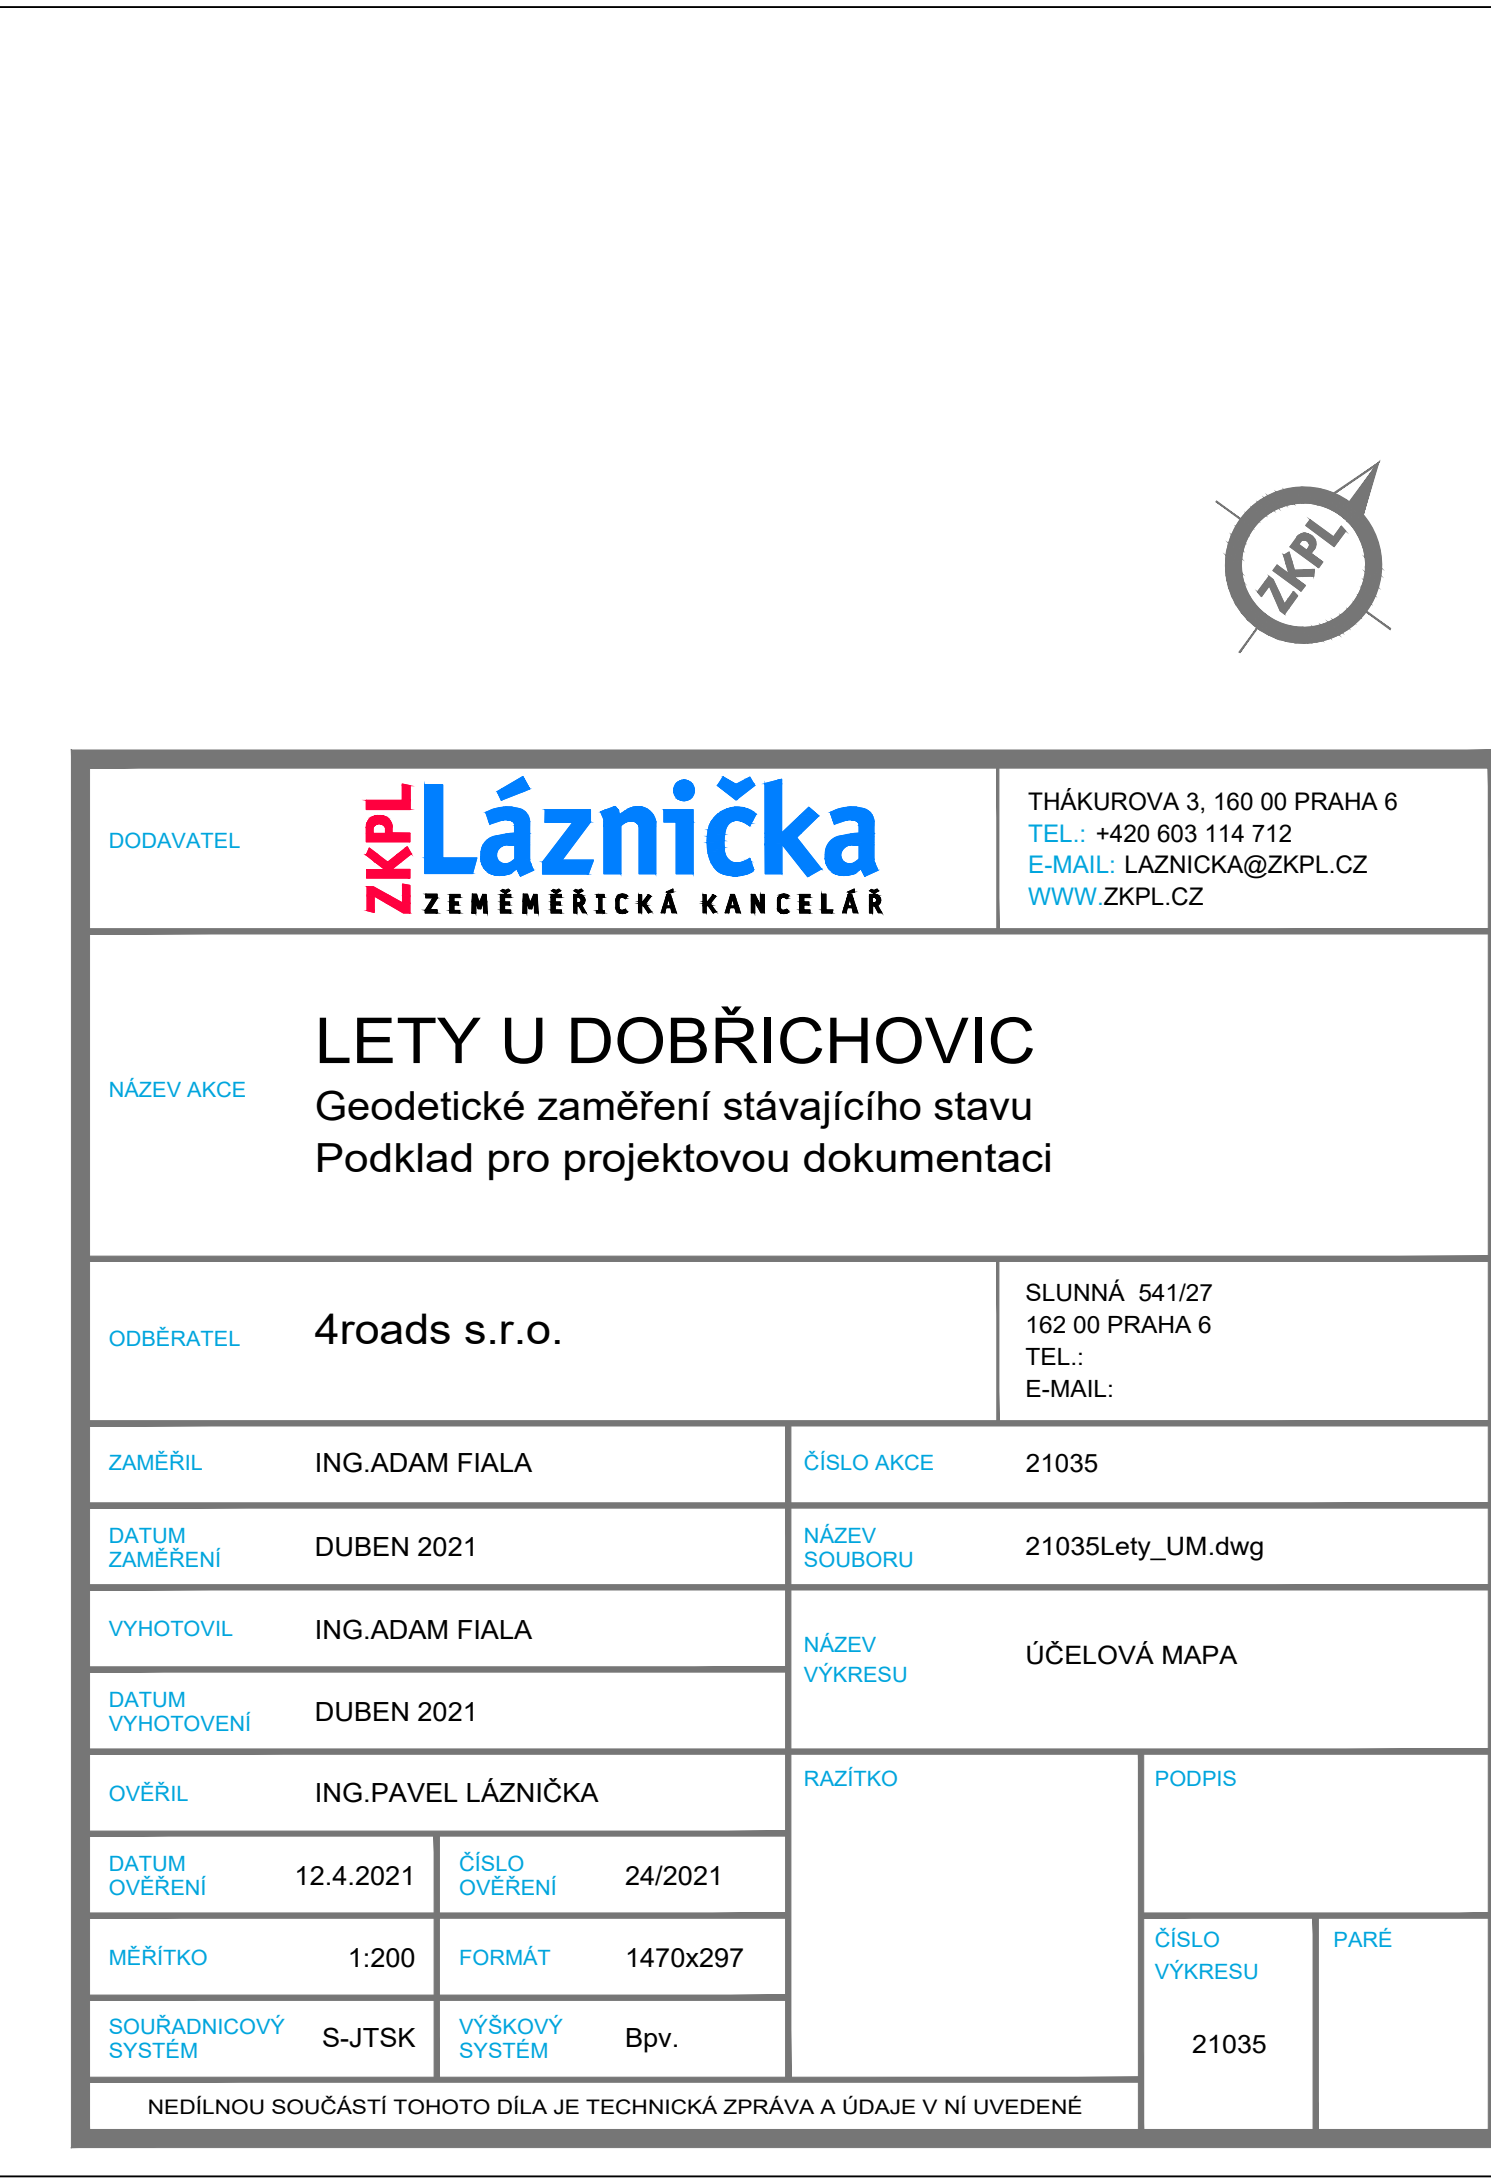 ZKPL
DODAVATEL
ZKPL
Láznička
ZEMĚMĚŘICKÁ KANCELÁŘ
THÁKUROVA 3, 160 00 PRAHA 6
TEL.: +420 603 114 712
E-MAIL: LAZNICKA@ZKPL.CZ
WWW.ZKPL.CZ
NÁZEV AKCE
LETY U DOBŘICHOVIC
Geodetické zaměření stávajícího stavu
Podklad pro projektovou dokumentaci
ODBĚRATEL
4roads s.r.o.
SLUNNÁ 541/27
162 00 PRAHA 6
TEL.:
E-MAIL:
ZAMĚŘIL
ING.ADAM FIALA
ČÍSLO AKCE
21035
DATUM
ZAMĚŘENÍ
DUBEN 2021
NÁZEV
SOUBORU
21035Lety_UM.dwg
VYHOTOVIL
ING.ADAM FIALA
NÁZEV
VÝKRESU
ÚČELOVÁ MAPA
DATUM
VYHOTOVENÍ
DUBEN 2021
OVĚŘIL
ING.PAVEL LÁZNIČKA
RAZÍTKO
PODPIS
DATUM
OVĚŘENÍ
12.4.2021
ČÍSLO
OVĚŘENÍ
24/2021
MĚŘÍTKO
1:200
FORMÁT
1470x297
ČÍSLO
VÝKRESU
21035
PARÉ
SOUŘADNICOVÝ
SYSTÉM
S-JTSK
VÝŠKOVÝ
SYSTÉM
Bpv.
NEDÍLNOU SOUČÁSTÍ TOHOTO DÍLA JE TECHNICKÁ ZPRÁVA A ÚDAJE V NÍ UVEDENÉ